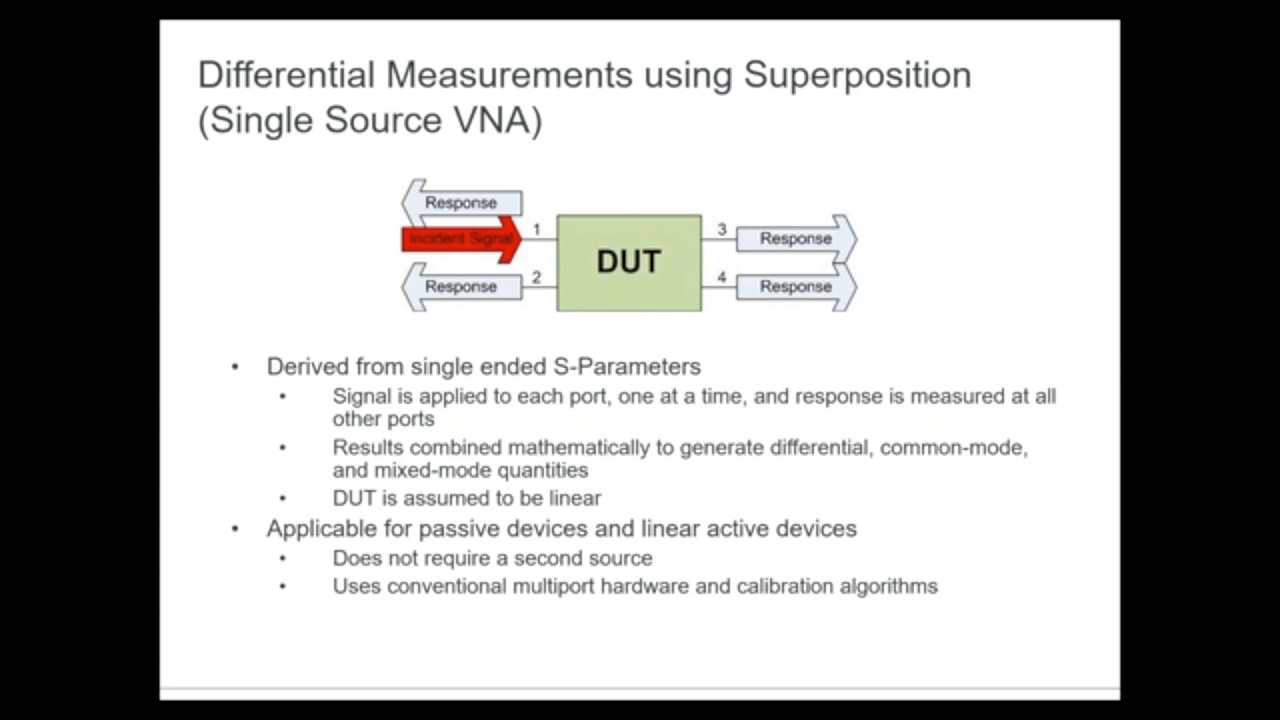 Differential Measurements using Superposition
(Single Source VNA)
Response
Incident Signal
1
Response
2
DUT
3
Response
4
Response
• Derived from single ended S-Parameters
• Signal is applied to each port, one at a time, and response is measured at all
other ports
• Results combined mathematically to generate differential, common-mode,
and mixed-mode quantities
• DUT is assumed to be linear
• Applicable for passive devices and linear active devices
• Does not require a second source
• Uses conventional multiport hardware and calibration algorithms